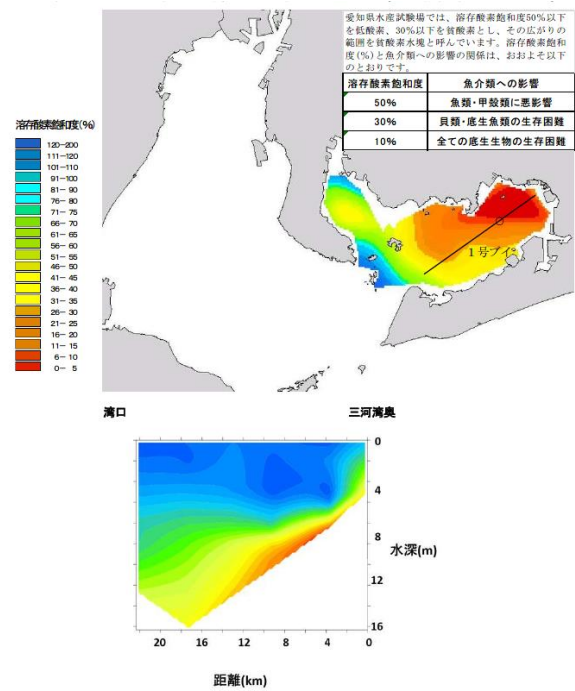 愛知県水産試験場では、溶存酸素飽和度50%以下
を低酸素、30%以下を貧酸素とし、その広がりの
範囲を貧酸素水塊と呼んでいます。溶存酸素飽和
度(%)と魚介類への影響の関係は、おおよそ以下
のとおりです。
溶存酸素飽和度 魚介類への影響
50% 魚類・甲殻類に悪影響
30% 貝類・底生魚類の生存困難
10% 全ての底生生物の生存困難
溶存酸素飽和度(%)
120-200
111-120
101-110
91-100
81- 90
76- 80
71- 75
66- 70
61- 65
56- 60
51- 55
46- 50
41- 45
36- 40
31- 35
26- 30
21- 25
16- 20
11- 15
6- 10
0- 5
1号ブイ
湾口 三河湾奥
0
4
8
12
16
水深(m)
20 16 12 8 4 0
距離(km)